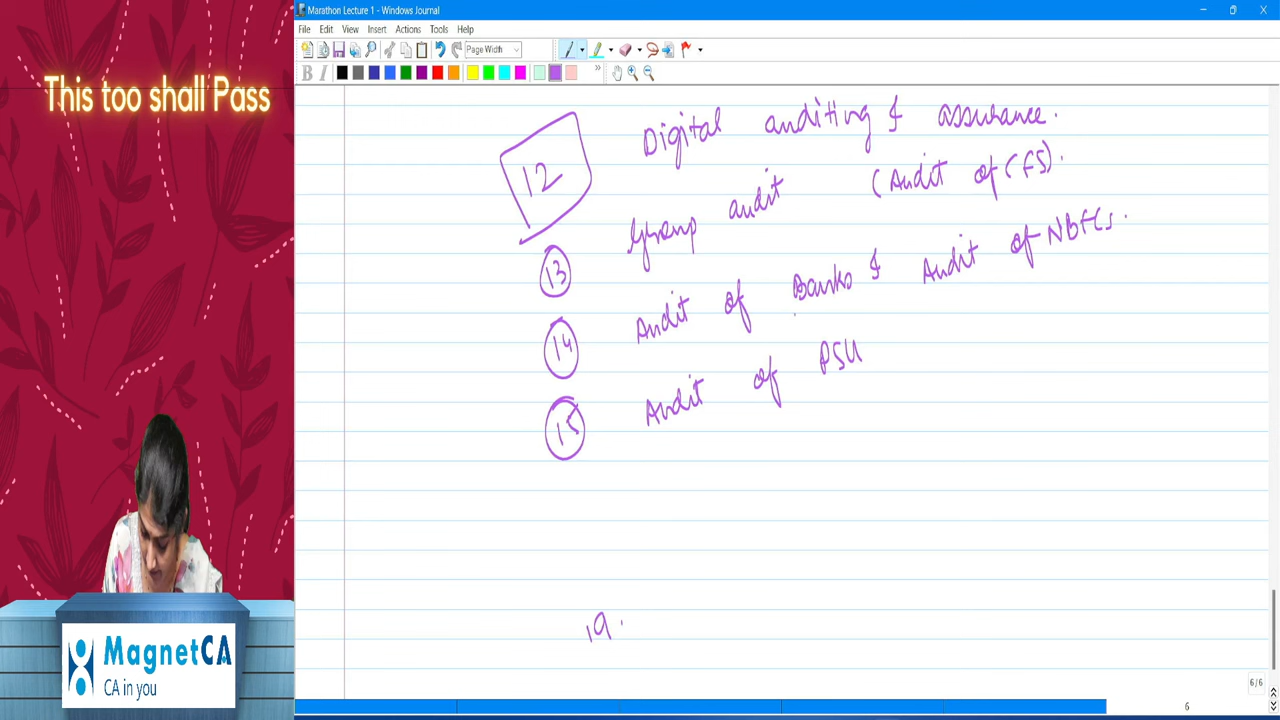 Marathon Lecture 1 - Windows Journal
File Edit View Insert Actions Tools Help
Page Width
B I
This too shall Pass
12 Digital auditing & assurance.
13 Group audit (Audit of CFS).
14 Audit of Banks & Audit of NBFCs.
15 Audit of PSU
19.
MagnetCA
CA in you
6/6
6